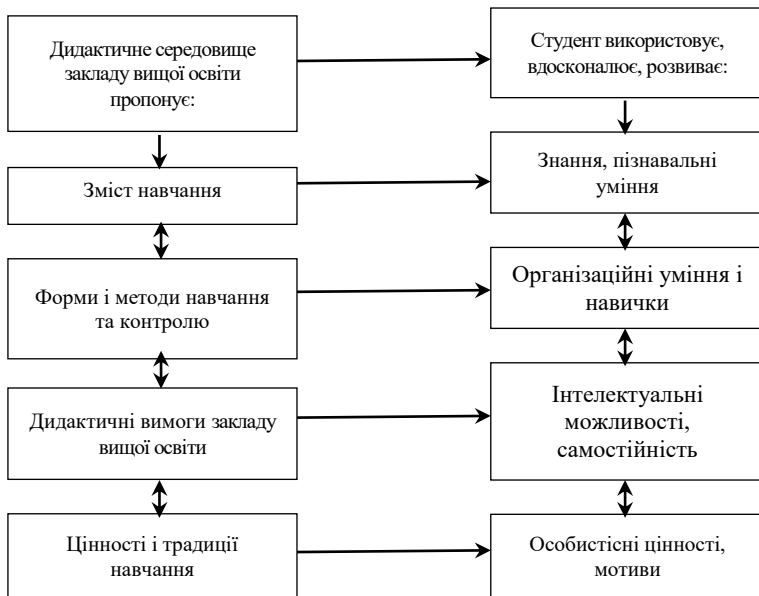 Дидактичне середовище
закладу вищої освіти
пропонує:
Студент використовує,
вдосконалює, розвиває:
Зміст навчання
Знання, пізнавальні
уміння
Форми і методи навчання
та контролю
Організаційні уміння і
навички
Дидактичні вимоги закладу
вищої освіти
Інтелектуальні
можливості,
самостійність
Цінності і традиції
навчання
Особистісні цінності,
мотиви